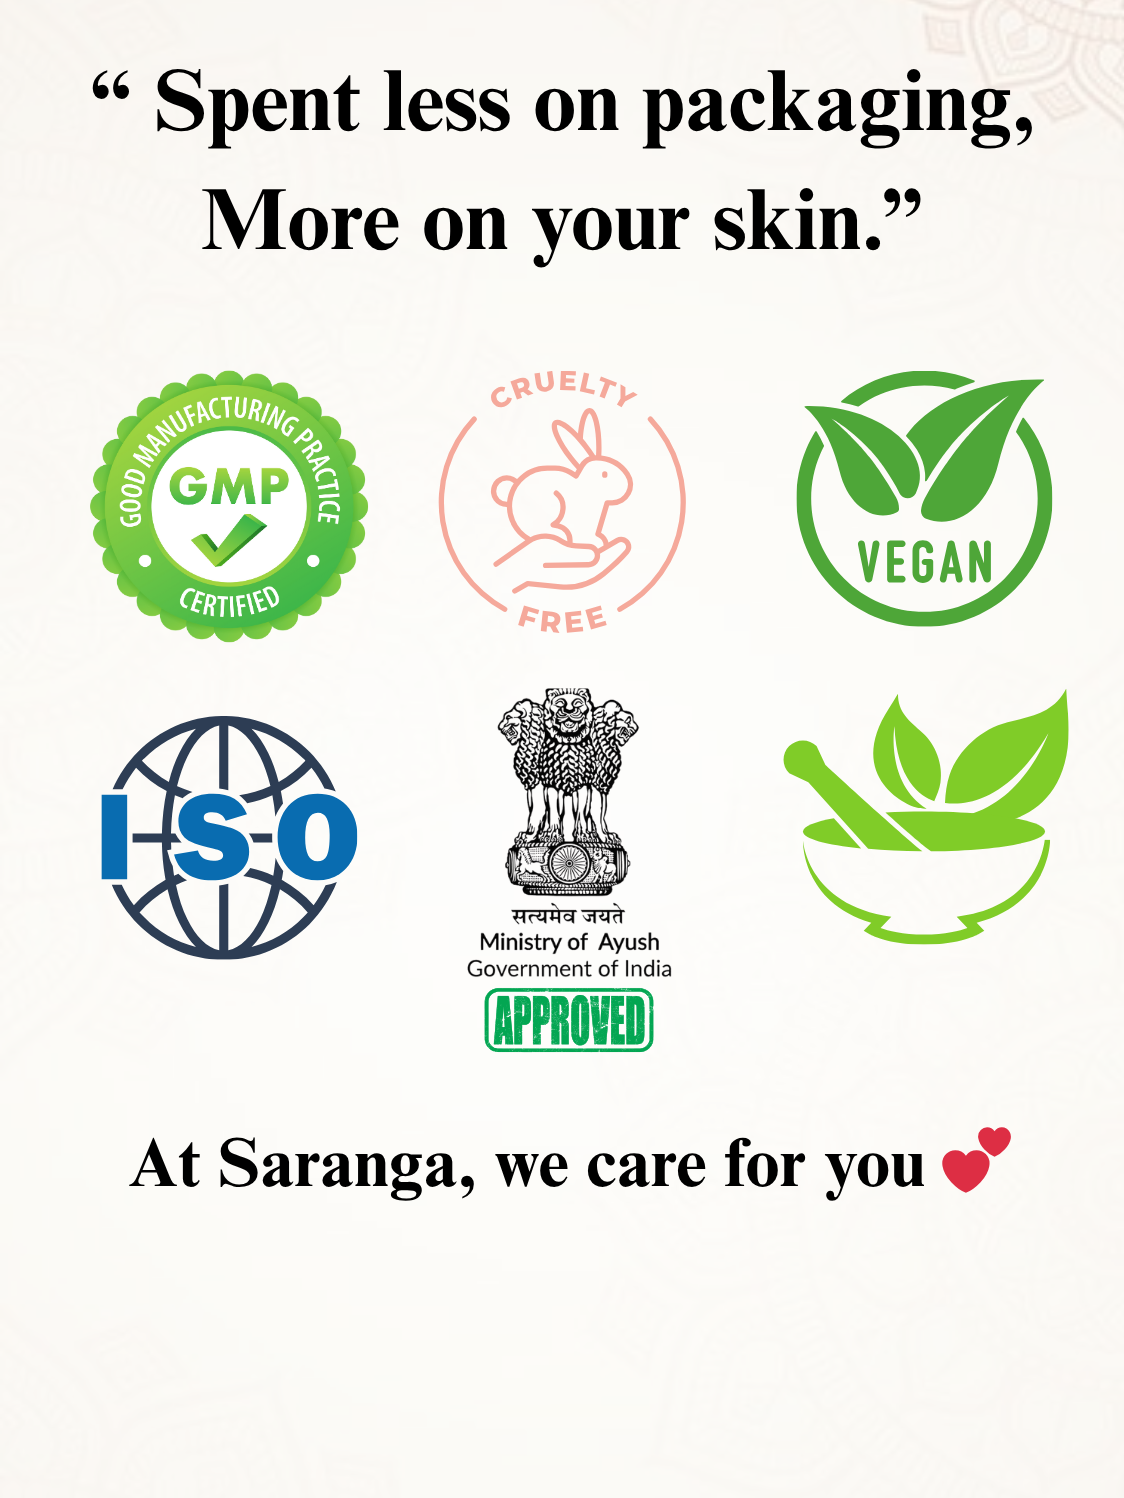 “ Spent less on packaging,
More on your skin.”
GOOD MANUFACTURING PRACTICE
GMP
CERTIFIED
CRUELTY
FREE
VEGAN
ISO
सत्यमेव जयते
Ministry of Ayush
Government of India
APPROVED
At Saranga, we care for you 💕